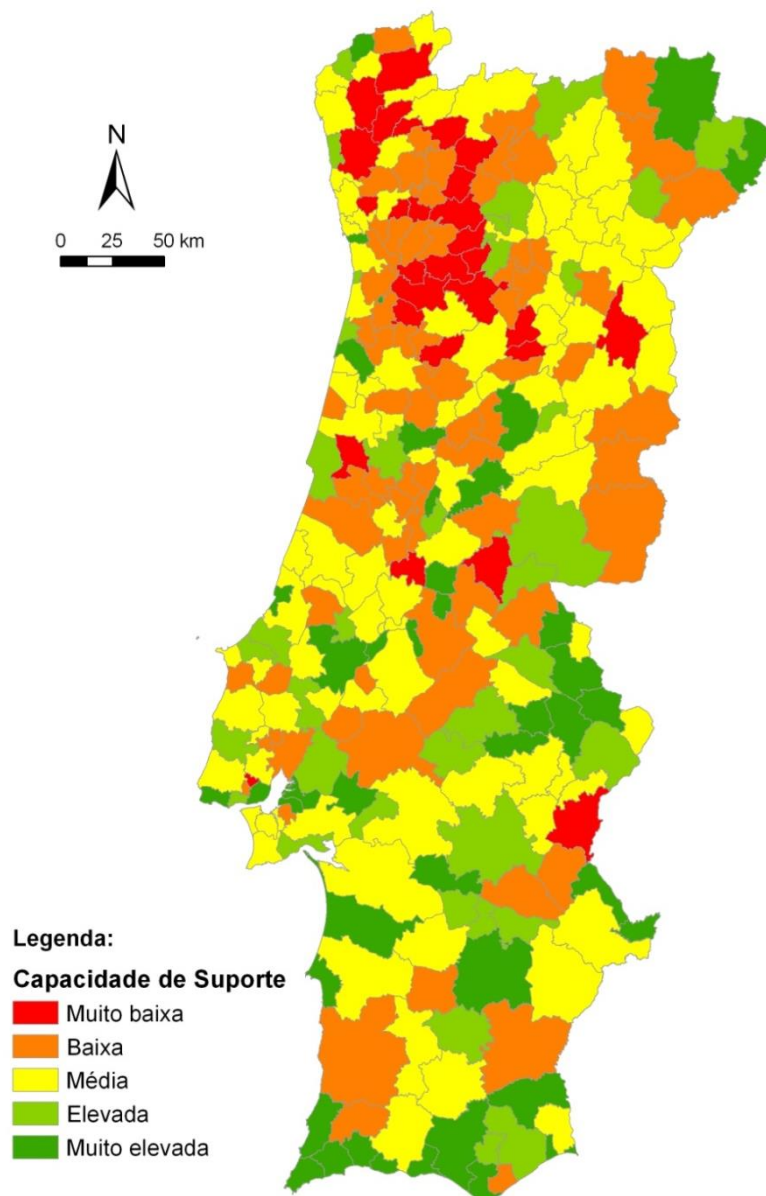 N
0 25 50 km
Legenda:
Capacidade de Suporte
Muito baixa
Baixa
Média
Elevada
Muito elevada